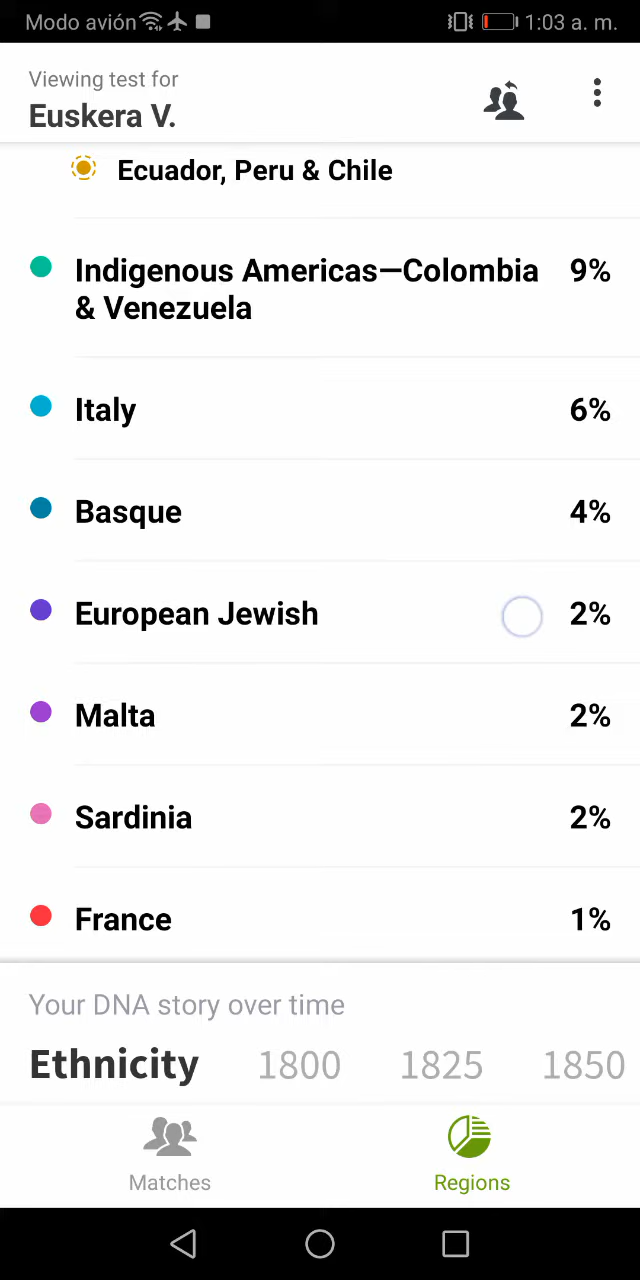 Modo avión 1:03 a. m.
Viewing test for
Euskera V.
Ecuador, Peru & Chile
Indigenous Americas—Colombia 9%
& Venezuela
Italy 6%
Basque 4%
European Jewish 2%
Malta 2%
Sardinia 2%
France 1%
Your DNA story over time
Ethnicity 1800 1825 1850
Matches Regions